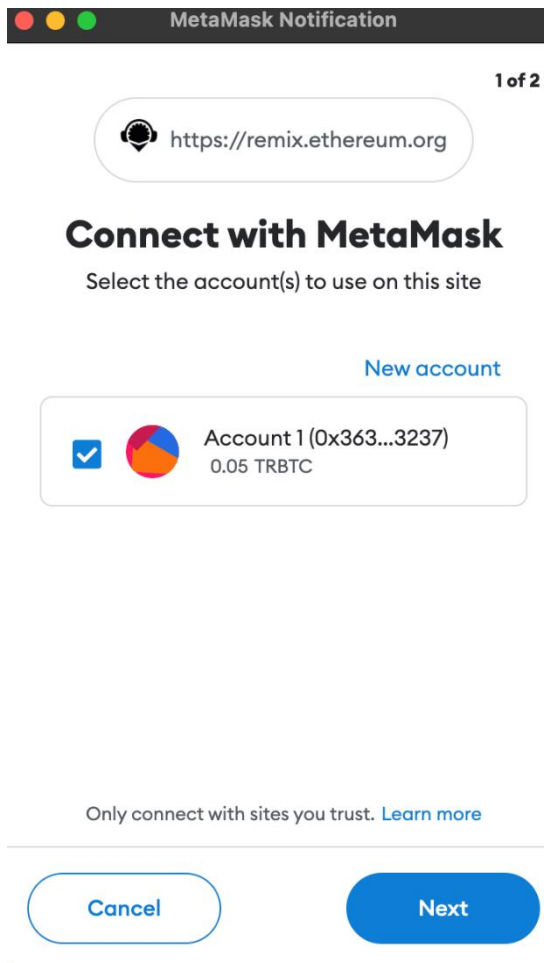 MetaMask Notification
1 of 2
https://remix.ethereum.org
Connect with MetaMask
Select the account(s) to use on this site
New account
Account 1 (0x363...3237)
0.05 TRBTC
Only connect with sites you trust. Learn more
Cancel
Next